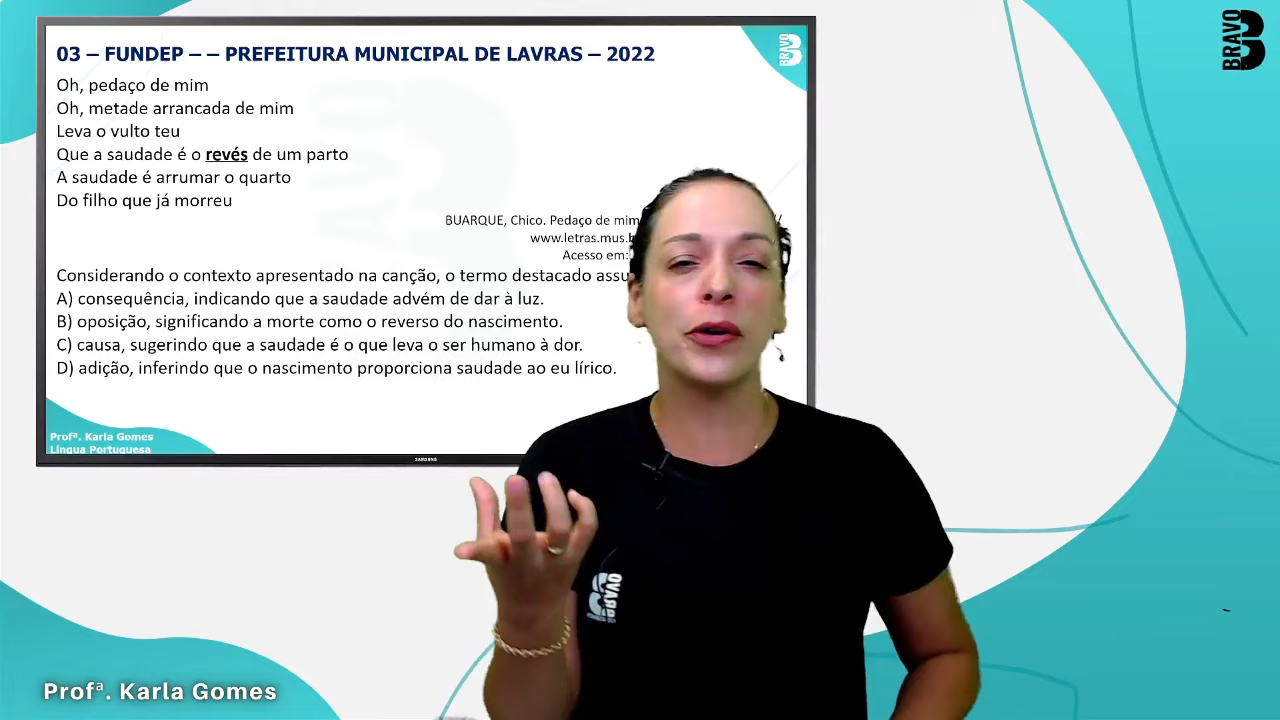 03 – FUNDEP – – PREFEITURA MUNICIPAL DE LAVRAS – 2022
Oh, pedaço de mim
Oh, metade arrancada de mim
Leva o vulto teu
Que a saudade é o revés de um parto
A saudade é arrumar o quarto
Do filho que já morreu
BUARQUE, Chico. Pedaço de mim
www.letras.mus.b
Acesso em:
Considerando o contexto apresentado na canção, o termo destacado assu
A) consequência, indicando que a saudade advém de dar à luz.
B) oposição, significando a morte como o reverso do nascimento.
C) causa, sugerindo que a saudade é o que leva o ser humano à dor.
D) adição, inferindo que o nascimento proporciona saudade ao eu lírico.
Profª. Karla Gomes
Língua Portuguesa
SAMSUNG
BRAVO
BRAVO
BRAVO
Profª. Karla Gomes